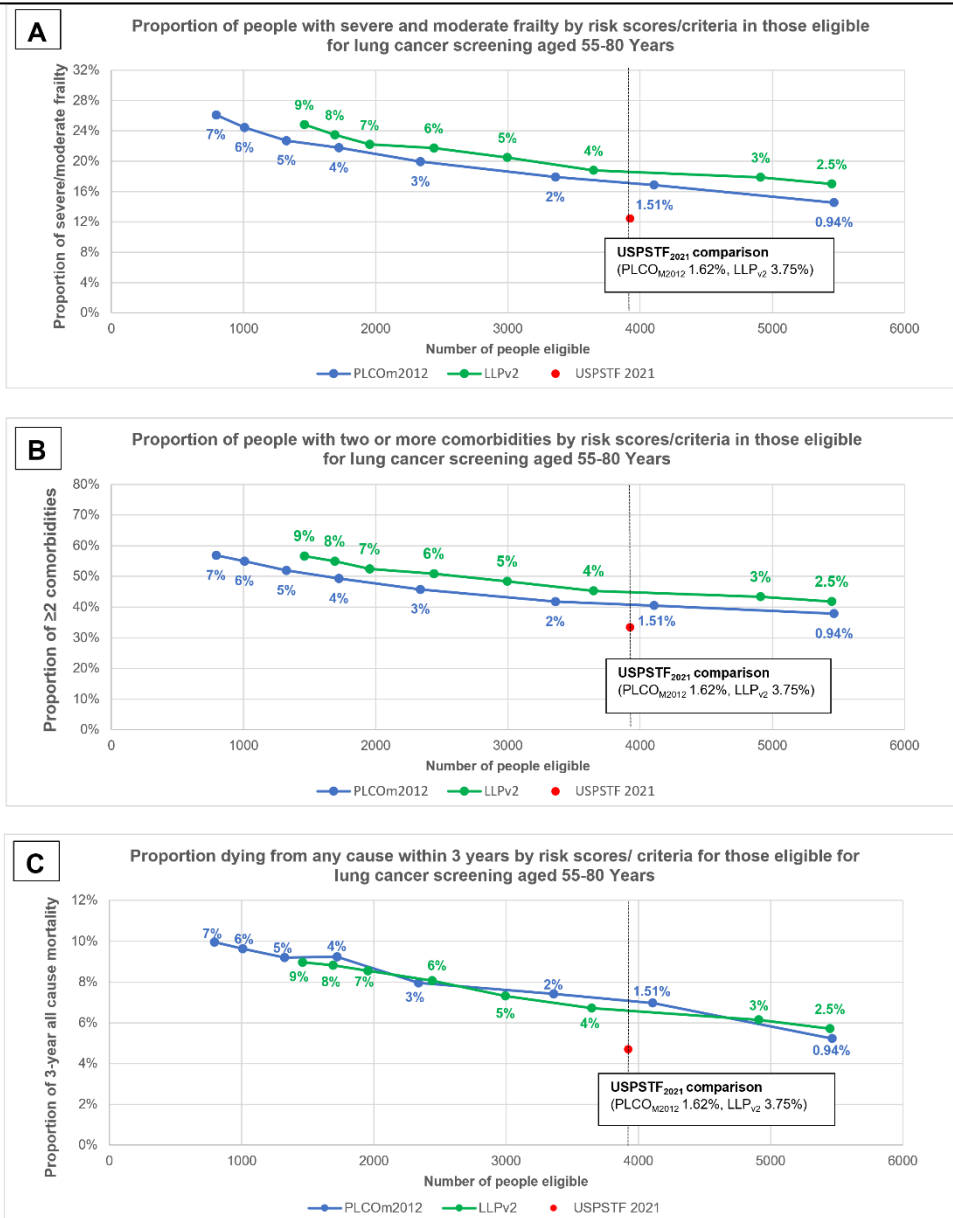 A
Proportion of people with severe and moderate frailty by risk scores/criteria in those eligible
for lung cancer screening aged 55-80 Years
Proportion of severe/moderate frailty
32%
28%
24%
20%
16%
12%
8%
4%
0%
9%
8%
7%
6%
5%
4%
3%
2.5%
7%
6%
5%
4%
3%
2%
1.51%
0.94%
USPSTF2021 comparison
(PLCOM2012 1.62%, LLPv2 3.75%)
0 1000 2000 3000 4000 5000 6000
Number of people eligible
PLCOm2012 LLPv2 USPSTF 2021
B
Proportion of people with two or more comorbidities by risk scores/criteria in those eligible
for lung cancer screening aged 55-80 Years
Proportion of ≥2 comorbidities
80%
70%
60%
50%
40%
30%
20%
10%
0%
9%
8%
7%
6%
5%
4%
3%
2.5%
7%
6%
5%
4%
3%
2%
1.51%
0.94%
USPSTF2021 comparison
(PLCOM2012 1.62%, LLPv2 3.75%)
0 1000 2000 3000 4000 5000 6000
Number of people eligible
PLCOm2012 LLPv2 USPSTF 2021
C
Proportion dying from any cause within 3 years by risk scores/ criteria for those eligible for
lung cancer screening aged 55-80 Years
Proportion of 3-year all cause mortality
12%
10%
8%
6%
4%
2%
0%
7%
6%
5%
4%
3%
2%
1.51%
0.94%
9%
8%
7%
6%
5%
4%
3%
2.5%
USPSTF2021 comparison
(PLCOM2012 1.62%, LLPv2 3.75%)
0 1000 2000 3000 4000 5000 6000
Number of people eligible
PLCOm2012 LLPv2 USPSTF 2021